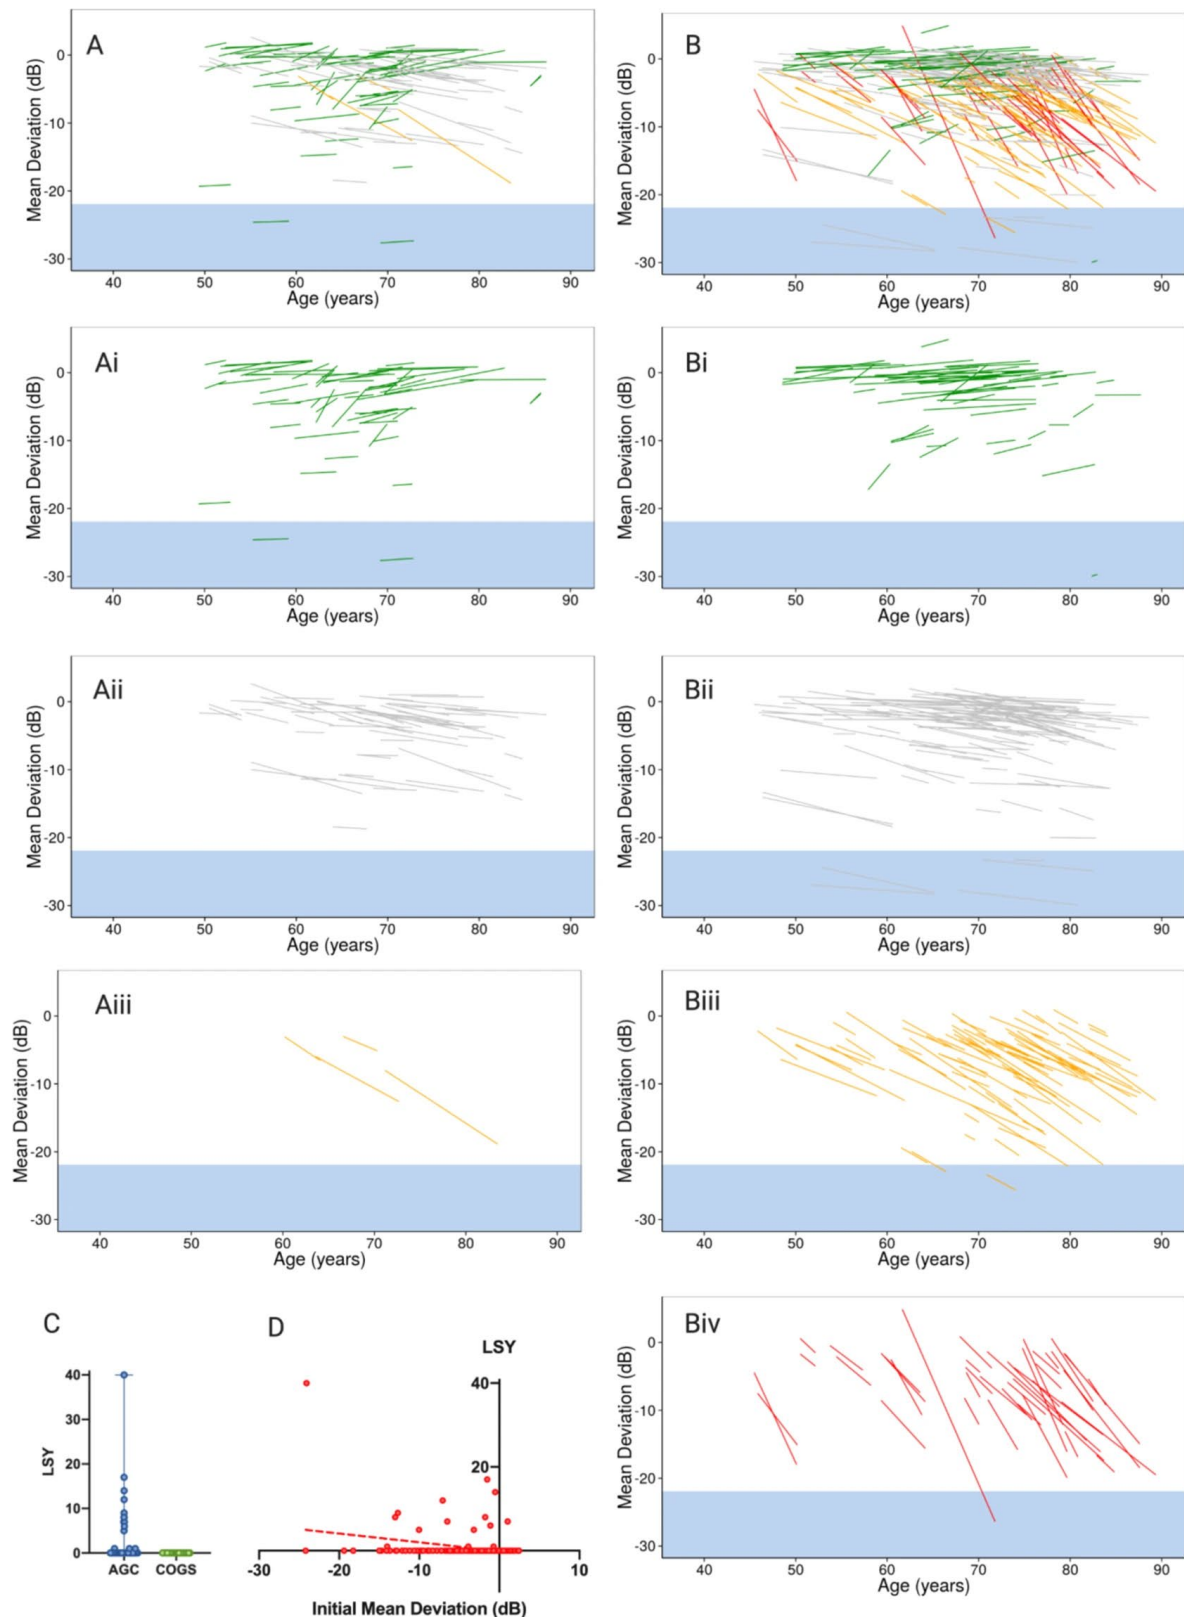 A
0
-10
-20
-30
Mean Deviation (dB)
40 50 60 70 80 90
Age (years)
B
0
-10
-20
-30
Mean Deviation (dB)
40 50 60 70 80 90
Age (years)
Ai
0
-10
-20
-30
Mean Deviation (dB)
40 50 60 70 80 90
Age (years)
Bi
0
-10
-20
-30
Mean Deviation (dB)
40 50 60 70 80 90
Age (years)
Aii
0
-10
-20
-30
Mean Deviation (dB)
40 50 60 70 80 90
Age (years)
Bii
0
-10
-20
-30
Mean Deviation (dB)
40 50 60 70 80 90
Age (years)
Aiii
0
-10
-20
-30
Mean Deviation (dB)
40 50 60 70 80 90
Age (years)
Biii
0
-10
-20
-30
Mean Deviation (dB)
40 50 60 70 80 90
Age (years)
C
40
30
20
10
0
LSY
AGC COGS
D
LSY
40
20
-30 -20 -10 10
Initial Mean Deviation (dB)
Biv
0
-10
-20
-30
Mean Deviation (dB)
40 50 60 70 80 90
Age (years)